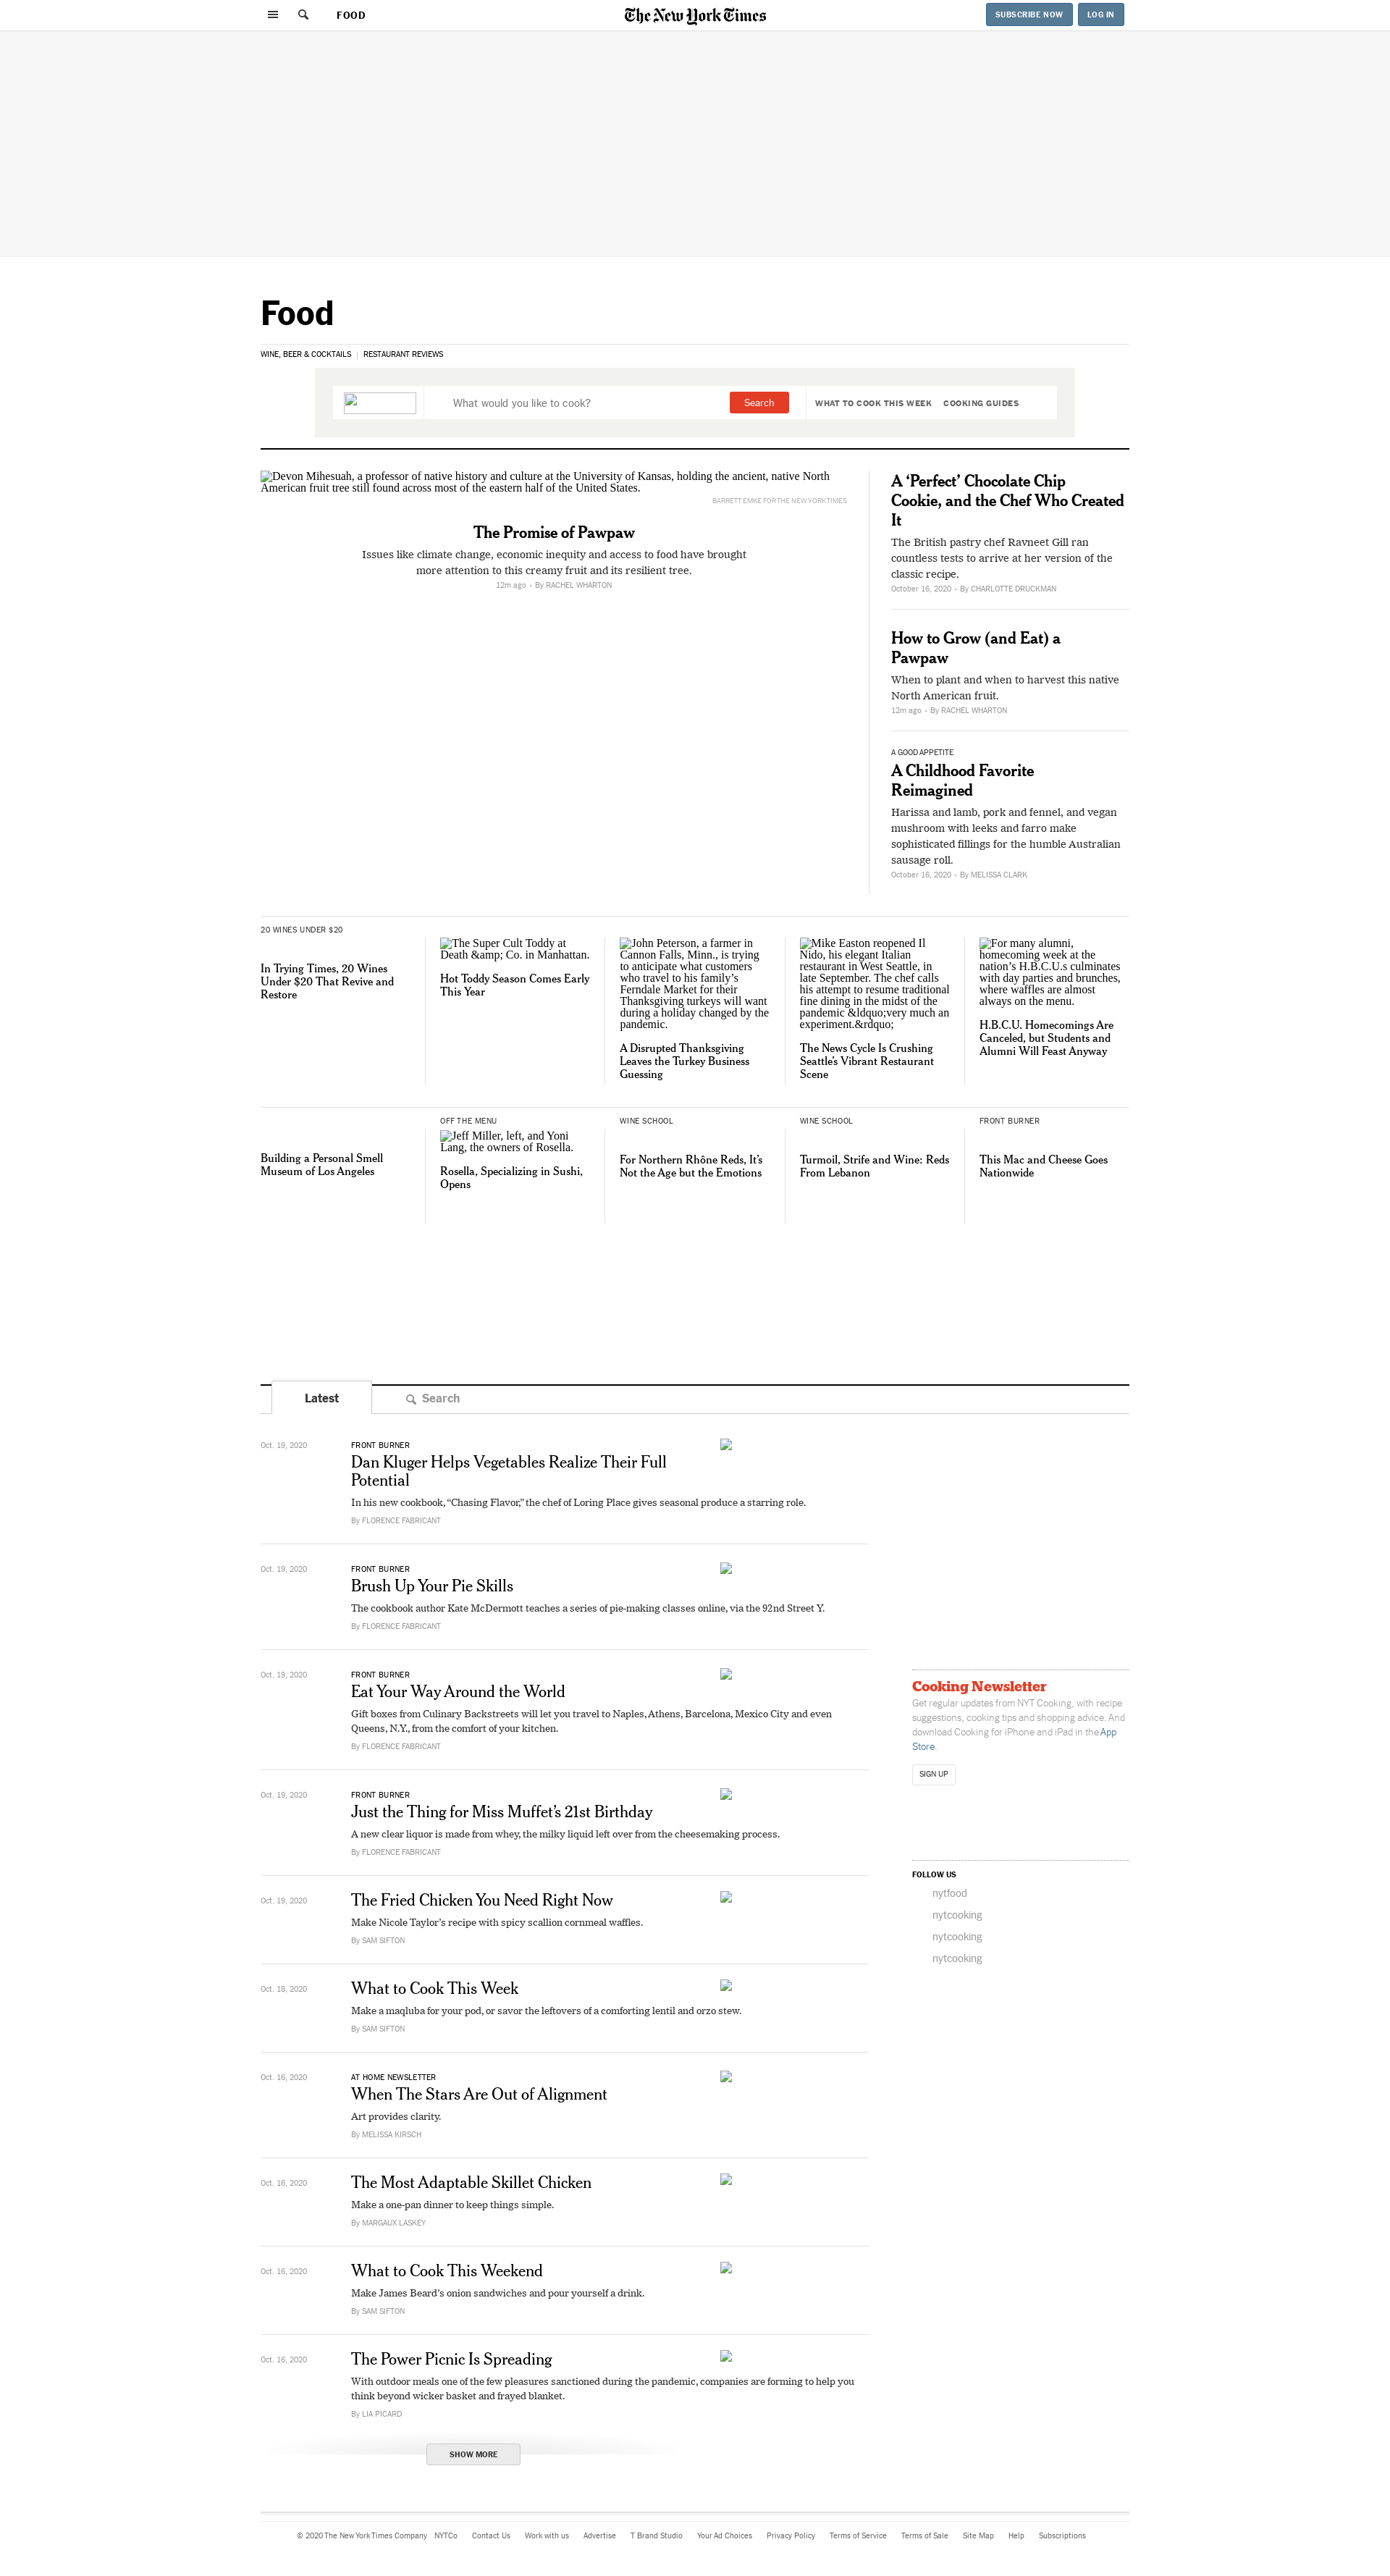 FOOD
The New York Times
SUBSCRIBE NOW
LOG IN
Food
WINE, BEER & COCKTAILS
RESTAURANT REVIEWS
What would you like to cook?
Search
WHAT TO COOK THIS WEEK
COOKING GUIDES
Devon Mihesuah, a professor of native history and culture at the University of Kansas, holding the ancient, native North
American fruit tree still found across most of the eastern half of the United States.
BARRETT EMKE FOR THE NEW YORK TIMES
The Promise of Pawpaw
Issues like climate change, economic inequity and access to food have brought
more attention to this creamy fruit and its resilient tree.
12m ago • By RACHEL WHARTON
A ‘Perfect’ Chocolate Chip
Cookie, and the Chef Who Created
It
The British pastry chef Ravneet Gill ran
countless tests to arrive at her version of the
classic recipe.
October 16, 2020 • By CHARLOTTE DRUCKMAN
How to Grow (and Eat) a
Pawpaw
When to plant and when to harvest this native
North American fruit.
12m ago • By RACHEL WHARTON
A GOOD APPETITE
A Childhood Favorite
Reimagined
Harissa and lamb, pork and fennel, and vegan
mushroom with leeks and farro make
sophisticated fillings for the humble Australian
sausage roll.
October 16, 2020 • By MELISSA CLARK
20 WINES UNDER $20
In Trying Times, 20 Wines
Under $20 That Revive and
Restore
The Super Cult Toddy at
Death &amp; Co. in Manhattan.
Hot Toddy Season Comes Early
This Year
John Peterson, a farmer in
Cannon Falls, Minn., is trying
to anticipate what customers
who travel to his family’s
Ferndale Market for their
Thanksgiving turkeys will want
during a holiday changed by the
pandemic.
A Disrupted Thanksgiving
Leaves the Turkey Business
Guessing
Mike Easton reopened Il
Nido, his elegant Italian
restaurant in West Seattle, in
late September. The chef calls
his attempt to resume traditional
fine dining in the midst of the
pandemic &ldquo;very much an
experiment.&rdquo;
The News Cycle Is Crushing
Seattle’s Vibrant Restaurant
Scene
For many alumni,
homecoming week at the
nation’s H.B.C.U.s culminates
with day parties and brunches,
where waffles are almost
always on the menu.
H.B.C.U. Homecomings Are
Canceled, but Students and
Alumni Will Feast Anyway
Building a Personal Smell
Museum of Los Angeles
OFF THE MENU
Jeff Miller, left, and Yoni
Lang, the owners of Rosella.
Rosella, Specializing in Sushi,
Opens
WINE SCHOOL
For Northern Rhône Reds, It’s
Not the Age but the Emotions
WINE SCHOOL
Turmoil, Strife and Wine: Reds
From Lebanon
FRONT BURNER
This Mac and Cheese Goes
Nationwide
Latest
Search
Oct. 19, 2020
FRONT BURNER
Dan Kluger Helps Vegetables Realize Their Full
Potential
In his new cookbook, “Chasing Flavor,” the chef of Loring Place gives seasonal produce a starring role.
By FLORENCE FABRICANT
Oct. 19, 2020
FRONT BURNER
Brush Up Your Pie Skills
The cookbook author Kate McDermott teaches a series of pie-making classes online, via the 92nd Street Y.
By FLORENCE FABRICANT
Oct. 19, 2020
FRONT BURNER
Eat Your Way Around the World
Gift boxes from Culinary Backstreets will let you travel to Naples, Athens, Barcelona, Mexico City and even
Queens, N.Y., from the comfort of your kitchen.
By FLORENCE FABRICANT
Oct. 19, 2020
FRONT BURNER
Just the Thing for Miss Muffet’s 21st Birthday
A new clear liquor is made from whey, the milky liquid left over from the cheesemaking process.
By FLORENCE FABRICANT
Oct. 19, 2020
The Fried Chicken You Need Right Now
Make Nicole Taylor’s recipe with spicy scallion cornmeal waffles.
By SAM SIFTON
Oct. 18, 2020
What to Cook This Week
Make a maqluba for your pod, or savor the leftovers of a comforting lentil and orzo stew.
By SAM SIFTON
Oct. 16, 2020
AT HOME NEWSLETTER
When The Stars Are Out of Alignment
Art provides clarity.
By MELISSA KIRSCH
Oct. 16, 2020
The Most Adaptable Skillet Chicken
Make a one-pan dinner to keep things simple.
By MARGAUX LASKEY
Oct. 16, 2020
What to Cook This Weekend
Make James Beard’s onion sandwiches and pour yourself a drink.
By SAM SIFTON
Oct. 16, 2020
The Power Picnic Is Spreading
With outdoor meals one of the few pleasures sanctioned during the pandemic, companies are forming to help you
think beyond wicker basket and frayed blanket.
By LIA PICARD
SHOW MORE
Cooking Newsletter
Get regular updates from NYT Cooking, with recipe
suggestions, cooking tips and shopping advice. And
download Cooking for iPhone and iPad in the App
Store.
SIGN UP
FOLLOW US
nytfood
nytcooking
nytcooking
nytcooking
© 2020 The New York Times Company
NYTCo
Contact Us
Work with us
Advertise
T Brand Studio
Your Ad Choices
Privacy Policy
Terms of Service
Terms of Sale
Site Map
Help
Subscriptions